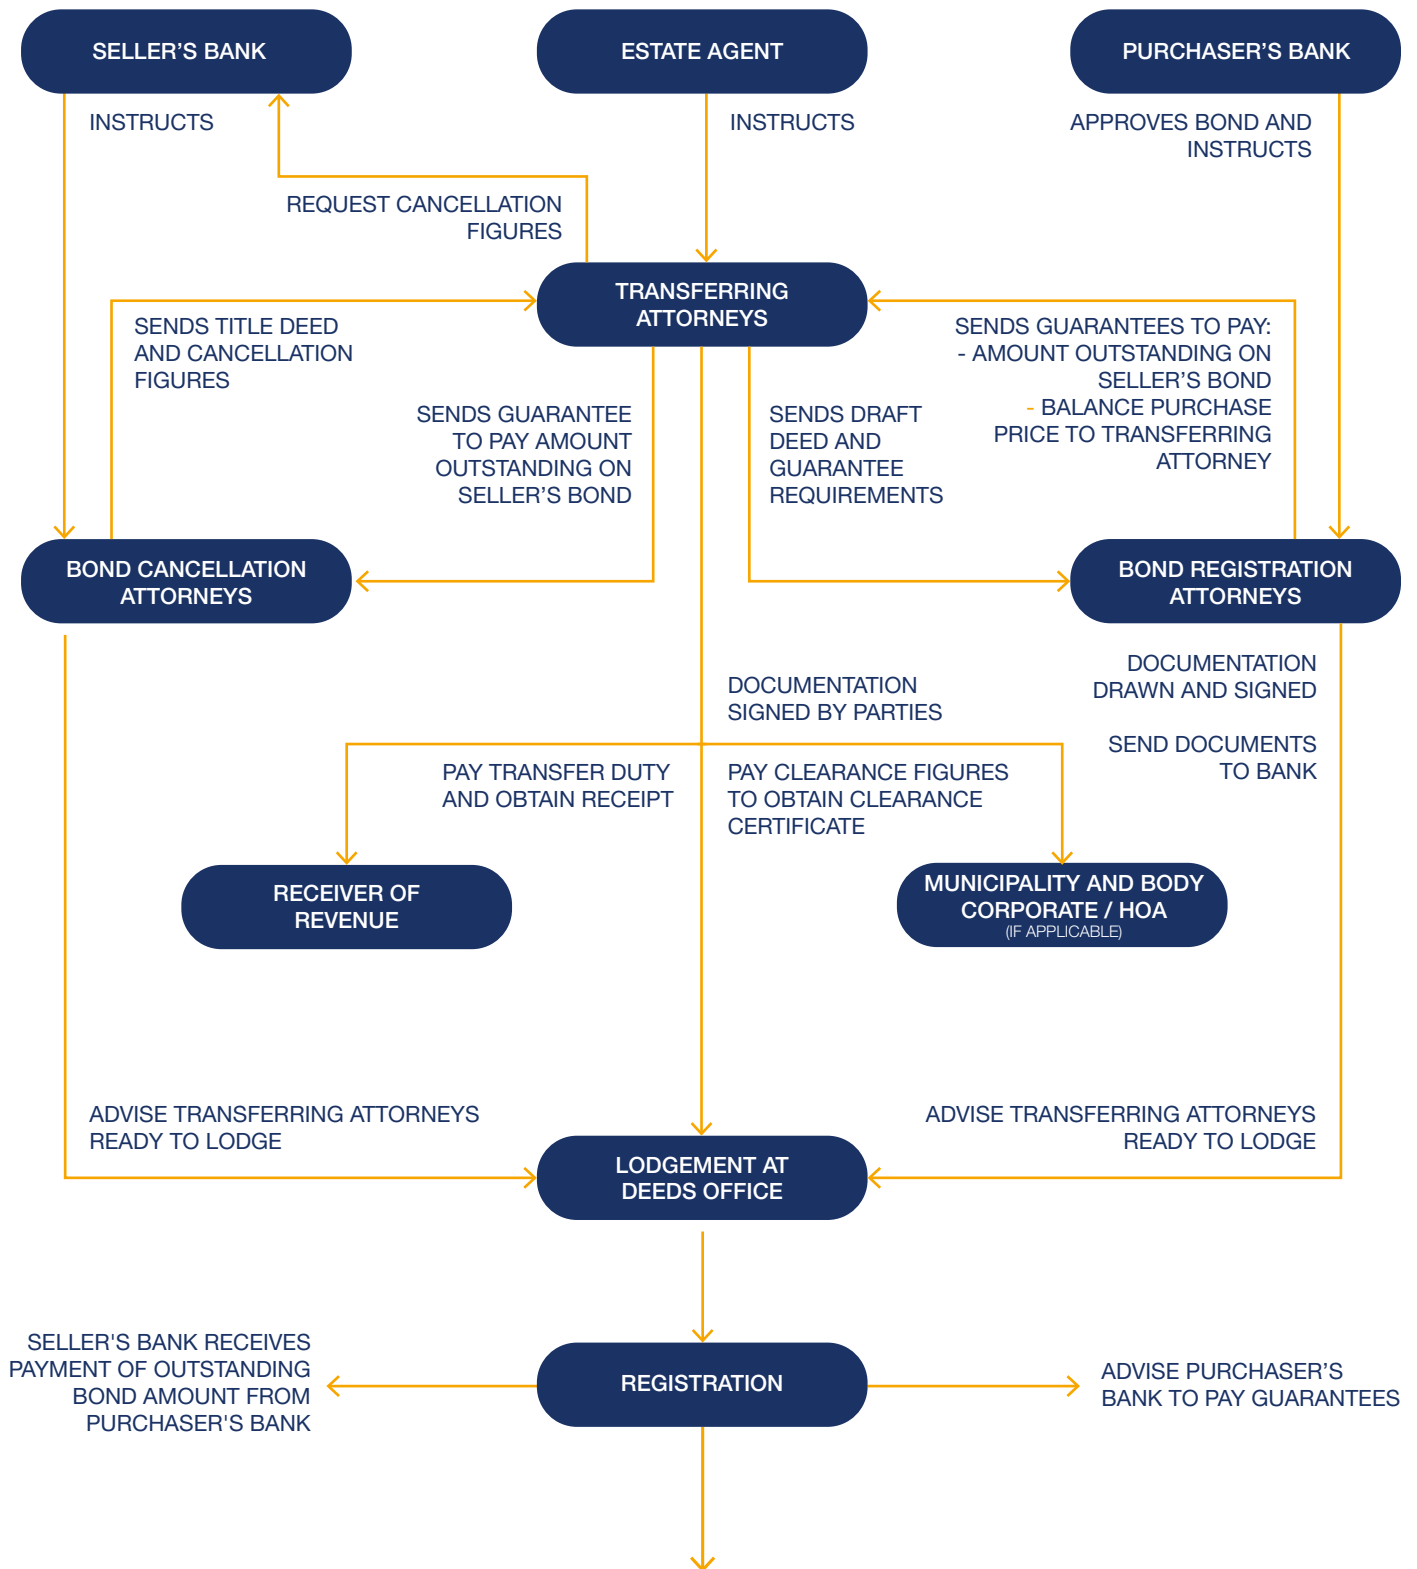 SELLER’S BANK
ESTATE AGENT
PURCHASER’S BANK
INSTRUCTS
INSTRUCTS
APPROVES BOND AND
INSTRUCTS
REQUEST CANCELLATION
FIGURES
TRANSFERRING
ATTORNEYS
SENDS TITLE DEED
AND CANCELLATION
FIGURES
SENDS GUARANTEES TO PAY:
- AMOUNT OUTSTANDING ON
SELLER’S BOND
- BALANCE PURCHASE
PRICE TO TRANSFERRING
ATTORNEY
SENDS GUARANTEE
TO PAY AMOUNT
OUTSTANDING ON
SELLER’S BOND
SENDS DRAFT
DEED AND
GUARANTEE
REQUIREMENTS
BOND CANCELLATION
ATTORNEYS
BOND REGISTRATION
ATTORNEYS
DOCUMENTATION
SIGNED BY PARTIES
DOCUMENTATION
DRAWN AND SIGNED
SEND DOCUMENTS
TO BANK
PAY TRANSFER DUTY
AND OBTAIN RECEIPT
PAY CLEARANCE FIGURES
TO OBTAIN CLEARANCE
CERTIFICATE
RECEIVER OF
REVENUE
MUNICIPALITY AND BODY
CORPORATE / HOA
(IF APPLICABLE)
ADVISE TRANSFERRING ATTORNEYS
READY TO LODGE
ADVISE TRANSFERRING ATTORNEYS
READY TO LODGE
LODGEMENT AT
DEEDS OFFICE
SELLER'S BANK RECEIVES
PAYMENT OF OUTSTANDING
BOND AMOUNT FROM
PURCHASER'S BANK
REGISTRATION
ADVISE PURCHASER’S
BANK TO PAY GUARANTEES